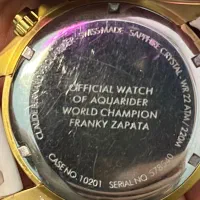 SWISS MADE SAPPHIRE CRYSTAL WR 22 ATM 220M
OFFICIAL WATCH
OF AQUARIDER
WORLD CHAMPION
FRANKY ZAPATA
CASE NO 10201 SERIAL NO